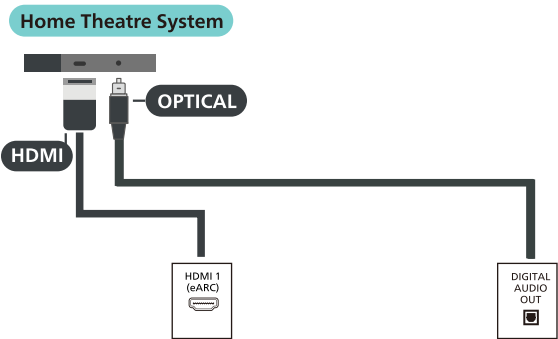 Home Theatre System
OPTICAL
HDMI
HDMI 1
(eARC)
DIGITAL
AUDIO
OUT